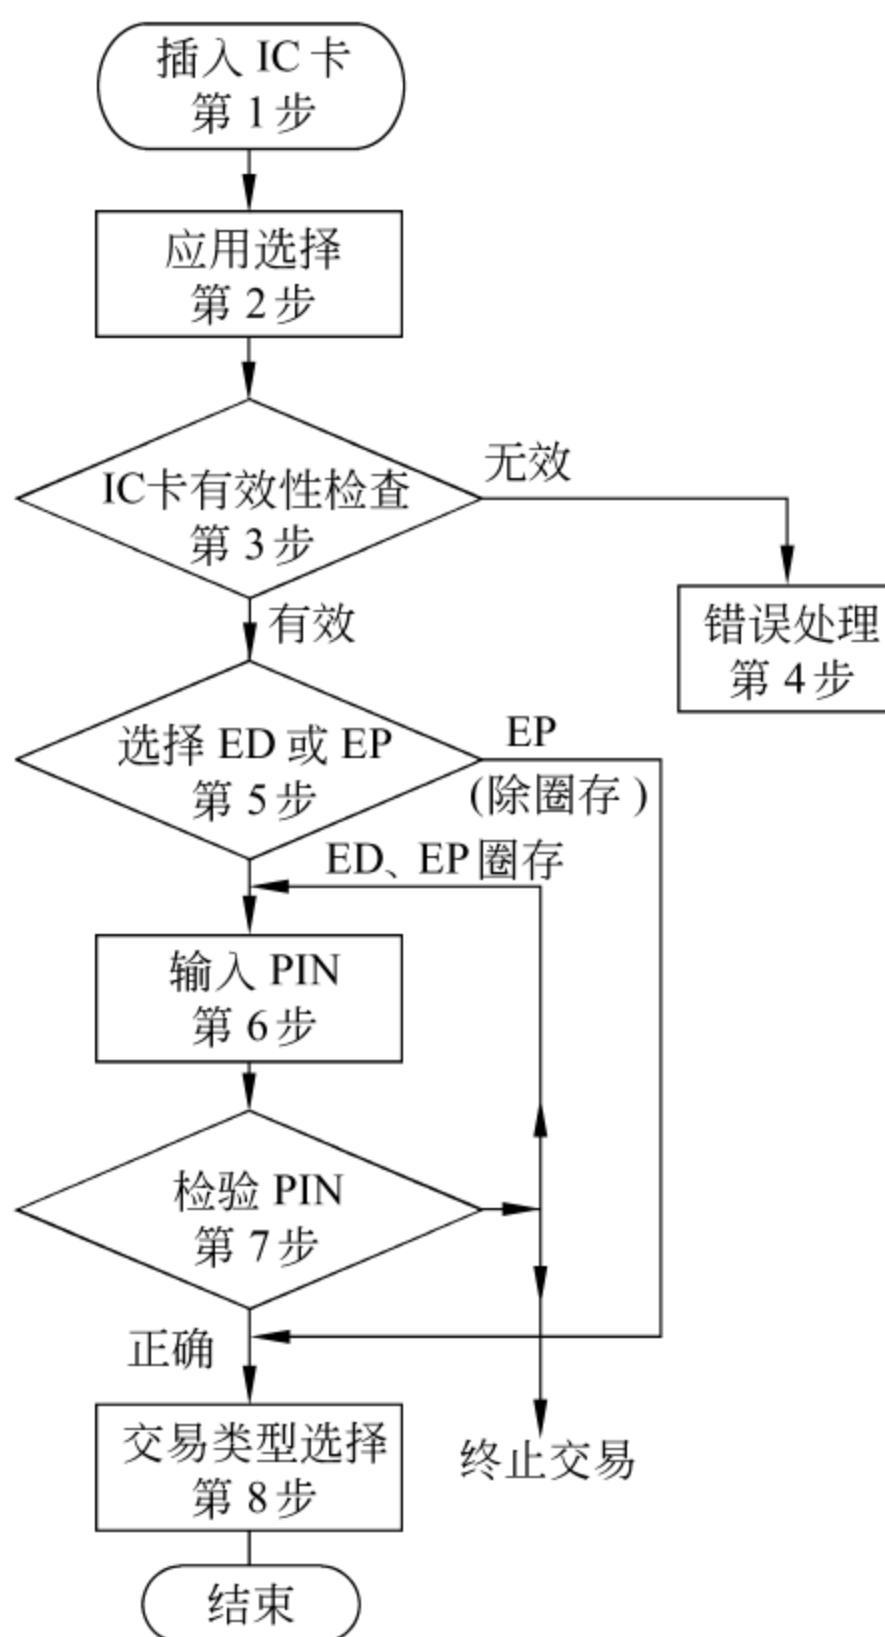 插入 IC 卡
第 1 步
应用选择
第 2 步
IC卡有效性检查
第 3 步
无效
有效
错误处理
第 4 步
选择 ED 或 EP
第 5 步
EP
(除圈存)
ED、EP 圈存
输入 PIN
第 6 步
检验 PIN
第 7 步
正确
交易类型选择
第 8 步
终止交易
结束